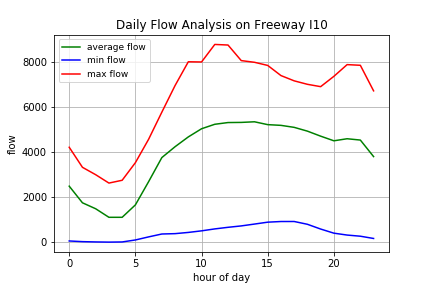 Daily Flow Analysis on Freeway I10
average flow
min flow
max flow
8000
6000
4000
2000
0
flow
0 5 10 15 20
hour of day